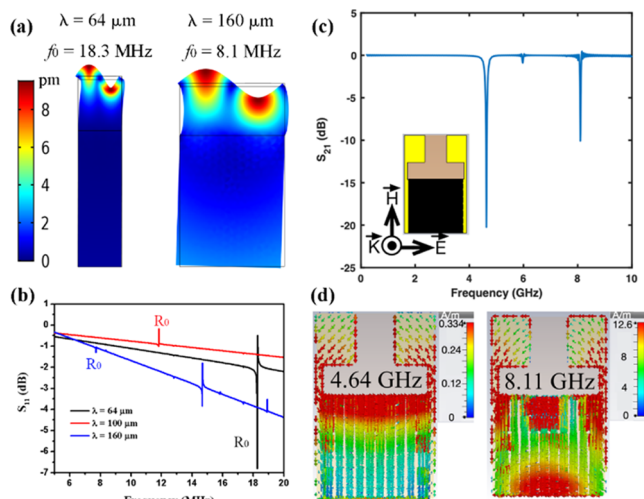 (a)
λ = 64 μm
f0 = 18.3 MHz
λ = 160 μm
f0 = 8.1 MHz
pm
8
6
4
2
0
(b)
S11 (dB)
0
-1
-2
-3
-4
-5
-6
-7
R0
R0
R0
λ = 64 μm
λ = 100 μm
λ = 160 μm
6
8
10
12
14
16
18
20
Frequency (MHz)
(c)
S21 (dB)
5
0
-5
-10
-15
-20
-25
H
K
E
0
2
4
6
8
10
Frequency (GHz)
(d)
4.64 GHz
A/m
0.334
0.24
0.12
0
8.11 GHz
A/m
12.6
8
4
0